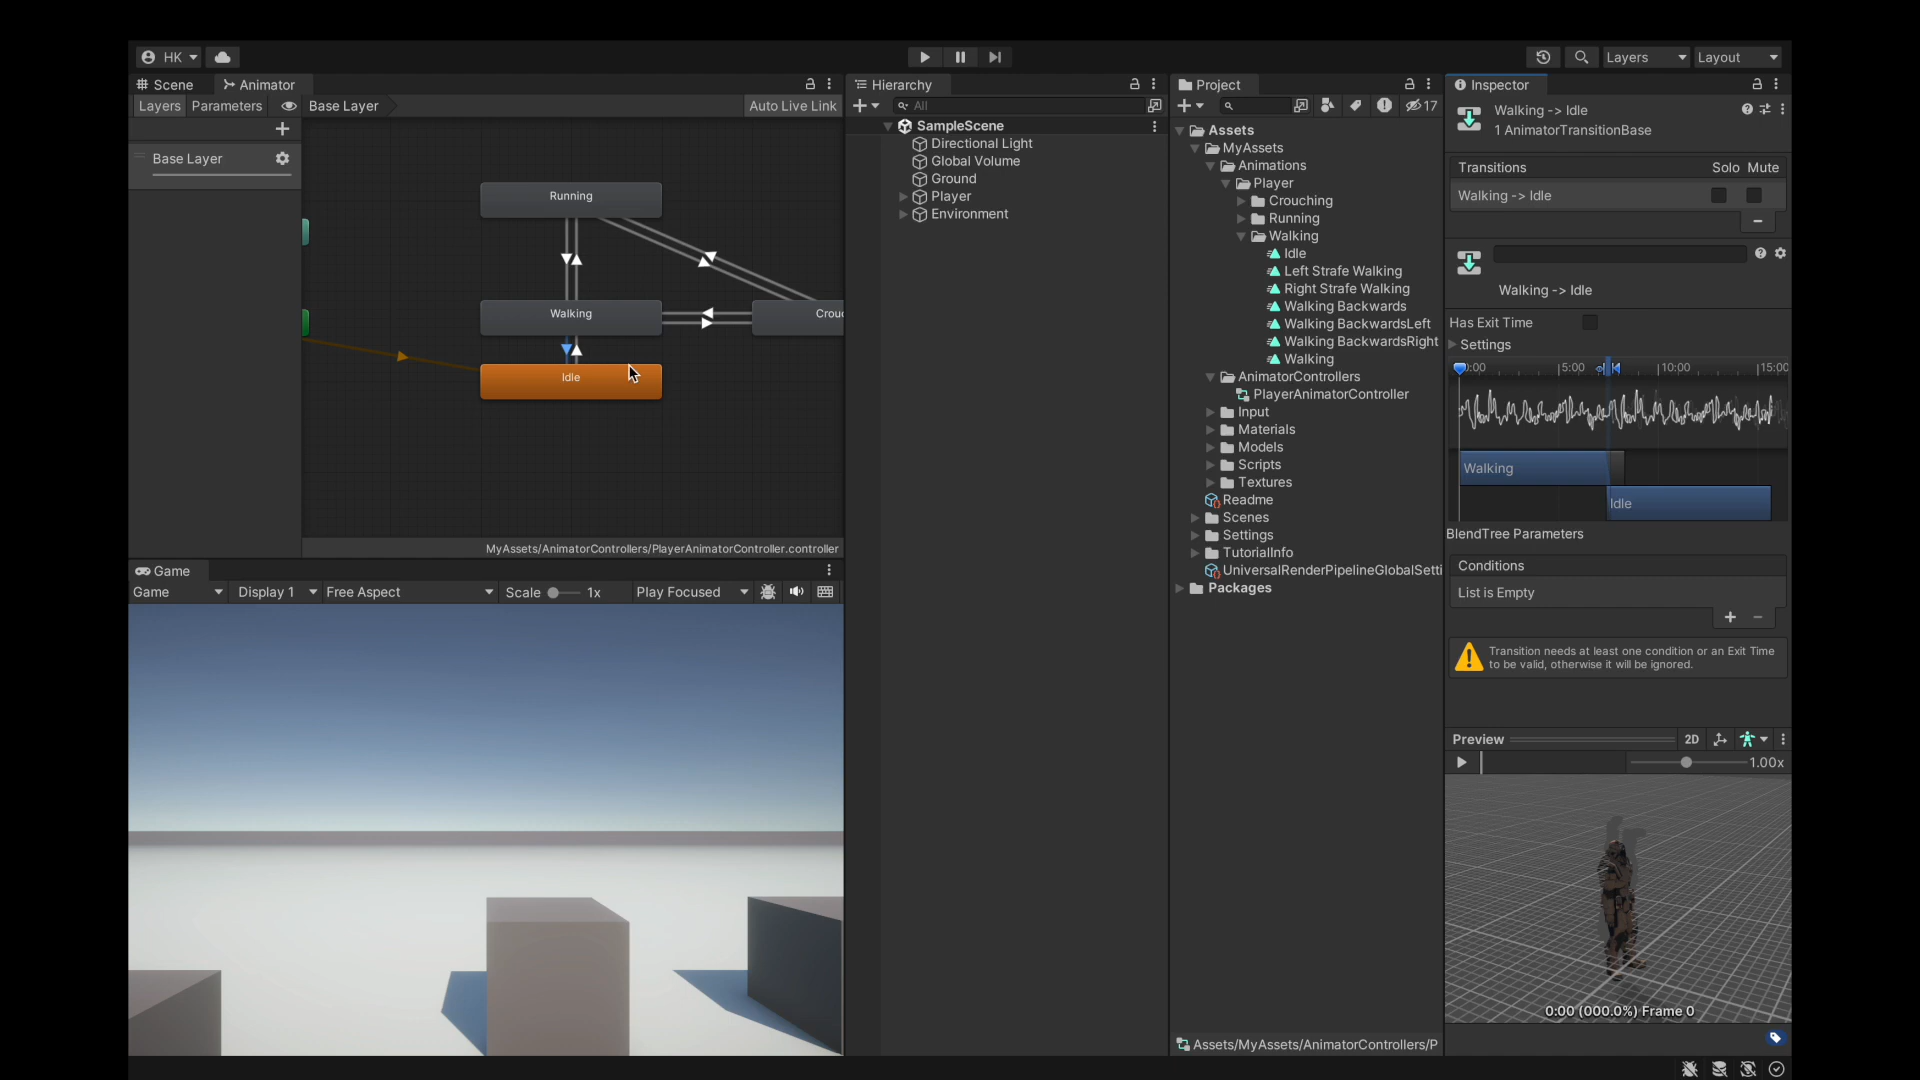 HK
Layers
Layout
Scene
Animator
Layers
Parameters
Base Layer
Auto Live Link
Base Layer
Running
Walking
Crouc
Idle
MyAssets/AnimatorControllers/PlayerAnimatorController.controller
Game
Game
Display 1
Free Aspect
Scale
1x
Play Focused
Hierarchy
All
SampleScene
Directional Light
Global Volume
Ground
Player
Environment
Project
17
Assets
MyAssets
Animations
Player
Crouching
Running
Walking
Idle
Left Strafe Walking
Right Strafe Walking
Walking Backwards
Walking BackwardsLeft
Walking BackwardsRight
Walking
AnimatorControllers
PlayerAnimatorController
Input
Materials
Models
Scripts
Textures
Readme
Scenes
Settings
TutorialInfo
UniversalRenderPipelineGlobalSetti
Packages
Assets/MyAssets/AnimatorControllers/P
Inspector
Walking -> Idle
1 AnimatorTransitionBase
Transitions Solo Mute
Walking -> Idle
Walking -> Idle
Has Exit Time
Settings
:00 5:00 10:00 15:00
Walking
Idle
BlendTree Parameters
Conditions
List is Empty
Transition needs at least one condition or an Exit Time
to be valid, otherwise it will be ignored.
Preview
2D
1.00x
0:00 (000.0%) Frame 0